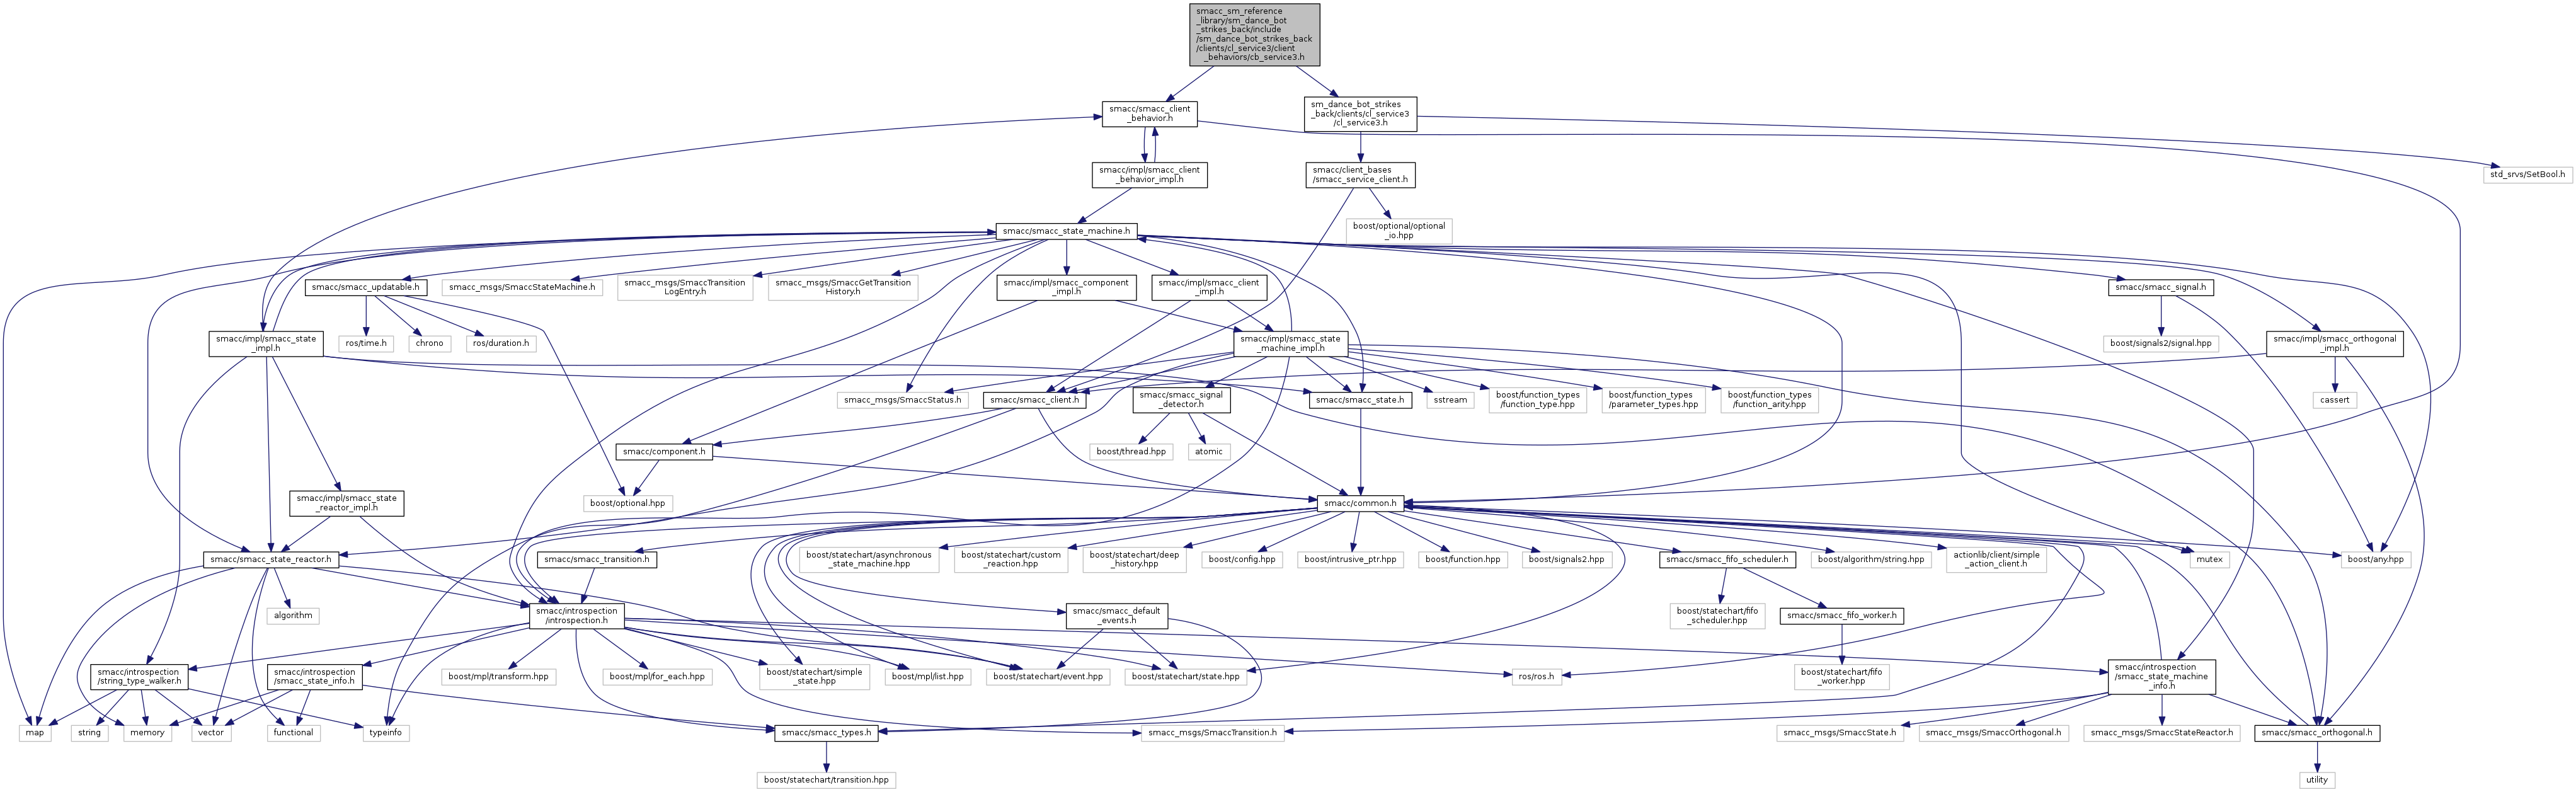 smacc_sm_reference
_library/sm_dance_bot
_strikes_back/include
/sm_dance_bot_strikes_back
/clients/cl_service3/client
_behaviors/cb_service3.h
smacc/smacc_client
_behavior.h
sm_dance_bot_strikes
_back/clients/cl_service3
/cl_service3.h
smacc/impl/smacc_client
_behavior_impl.h
smacc/client_bases
/smacc_service_client.h
std_srvs/SetBool.h
smacc/smacc_state_machine.h
boost/optional/optional
_io.hpp
smacc/smacc_updatable.h
smacc_msgs/SmaccStateMachine.h
smacc_msgs/SmaccTransition
LogEntry.h
smacc_msgs/SmaccGetTransition
History.h
smacc/impl/smacc_component
_impl.h
smacc/impl/smacc_client
_impl.h
smacc/smacc_signal.h
smacc/impl/smacc_state
_impl.h
ros/time.h
chrono
ros/duration.h
smacc/impl/smacc_state
_machine_impl.h
boost/signals2/signal.hpp
smacc/impl/smacc_orthogonal
_impl.h
smacc_msgs/SmaccStatus.h
smacc/smacc_client.h
smacc/smacc_signal
_detector.h
smacc/smacc_state.h
sstream
boost/function_types
/function_type.hpp
boost/function_types
/parameter_types.hpp
boost/function_types
/function_arity.hpp
cassert
smacc/component.h
boost/thread.hpp
atomic
smacc/impl/smacc_state
_reactor_impl.h
boost/optional.hpp
smacc/common.h
smacc/smacc_state_reactor.h
smacc/smacc_transition.h
boost/statechart/asynchronous
_state_machine.hpp
boost/statechart/custom
_reaction.hpp
boost/statechart/deep
_history.hpp
boost/config.hpp
boost/intrusive_ptr.hpp
boost/function.hpp
boost/signals2.hpp
smacc/smacc_fifo_scheduler.h
boost/algorithm/string.hpp
actionlib/client/simple
_action_client.h
mutex
boost/any.hpp
algorithm
smacc/introspection
/introspection.h
smacc/smacc_default
_events.h
boost/statechart/fifo
_scheduler.hpp
smacc/smacc_fifo_worker.h
smacc/introspection
/string_type_walker.h
smacc/introspection
/smacc_state_info.h
boost/mpl/transform.hpp
boost/mpl/for_each.hpp
boost/statechart/simple
_state.hpp
boost/mpl/list.hpp
boost/statechart/event.hpp
boost/statechart/state.hpp
ros/ros.h
boost/statechart/fifo
_worker.hpp
smacc/introspection
/smacc_state_machine
_info.h
map
string
memory
vector
functional
typeinfo
smacc/smacc_types.h
smacc_msgs/SmaccTransition.h
smacc_msgs/SmaccState.h
smacc_msgs/SmaccOrthogonal.h
smacc_msgs/SmaccStateReactor.h
smacc/smacc_orthogonal.h
boost/statechart/transition.hpp
utility